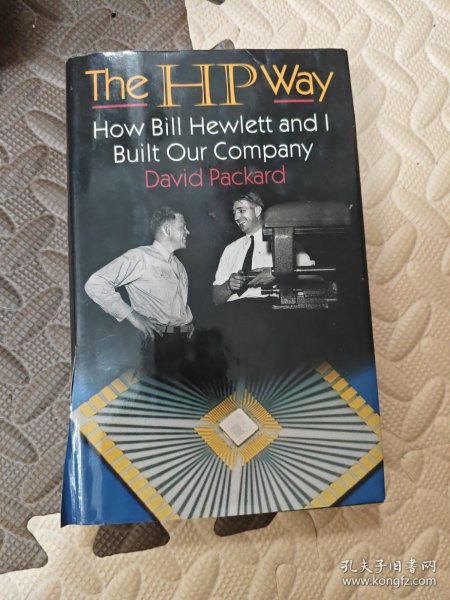 The HP Way
How Bill Hewlett and I
Built Our Company
David Packard
孔夫子旧书网
www.kongfz.com